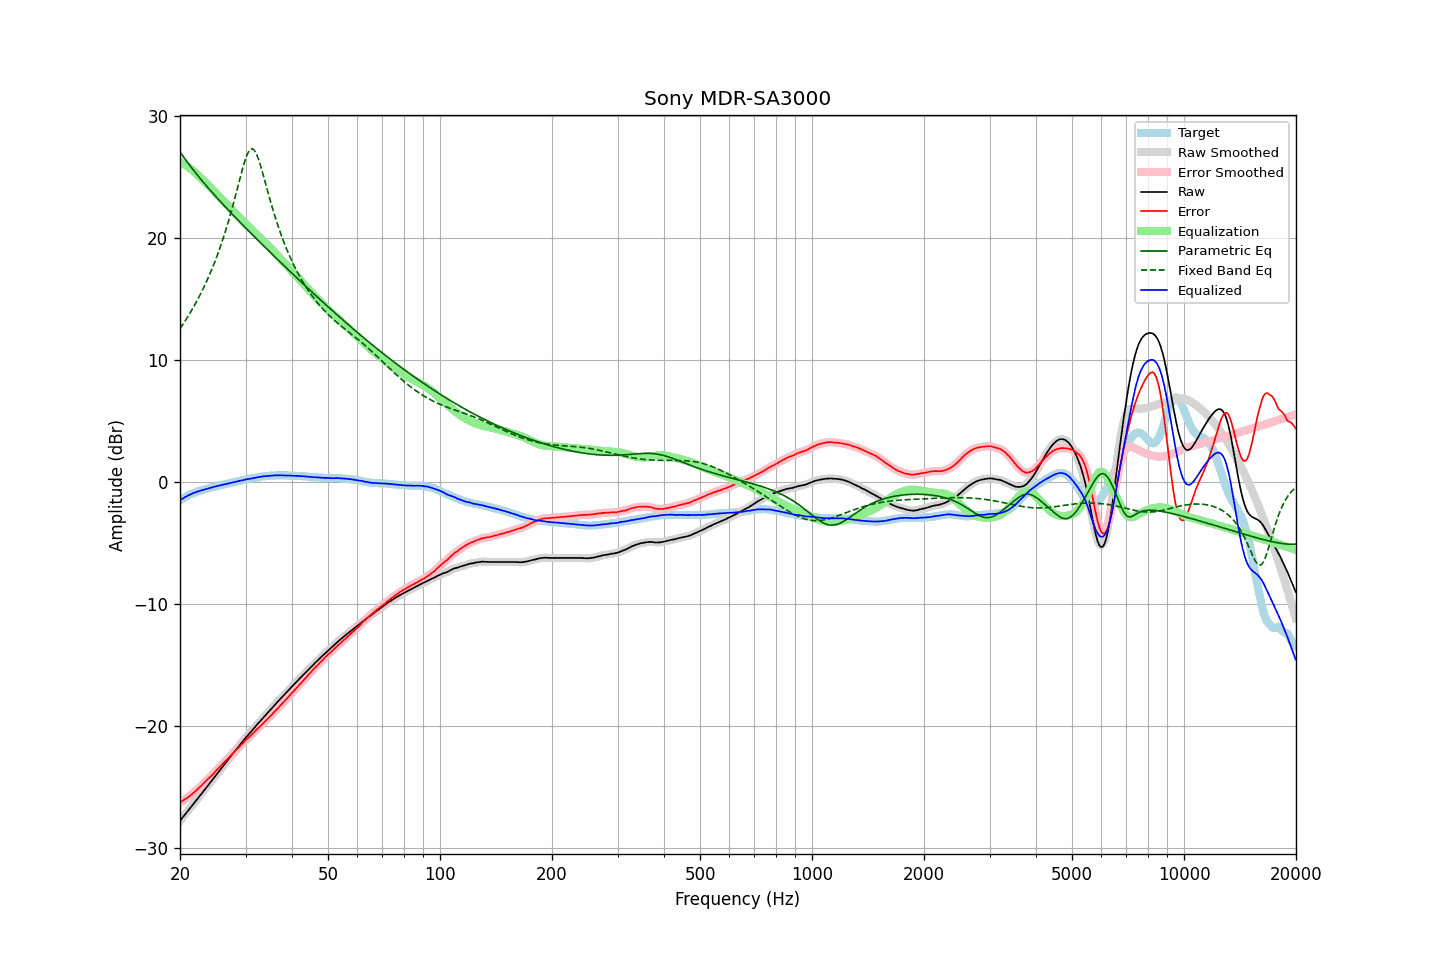 Sony MDR-SA3000
30
20
10
0
−10
−20
−30
Amplitude (dBr)
20
50
100
200
500
1000
2000
5000
10000
20000
Frequency (Hz)
Target
Raw Smoothed
Error Smoothed
Raw
Error
Equalization
Parametric Eq
Fixed Band Eq
Equalized